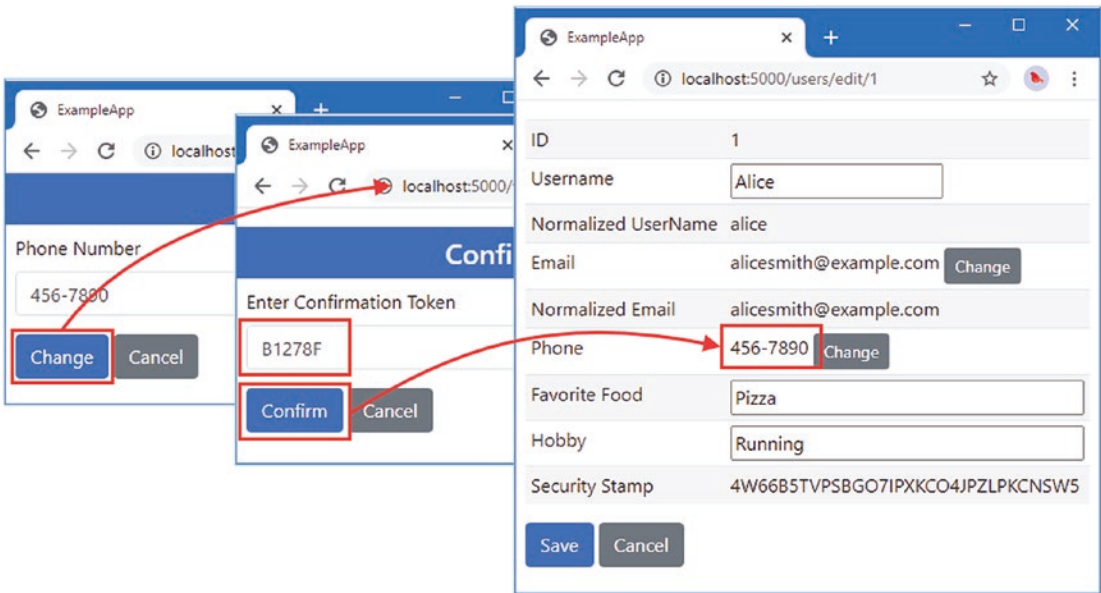 ExampleApp
localhost
Phone Number
456-7890
Change Cancel
ExampleApp
localhost:5000/
Confi
Enter Confirmation Token
B1278F
Confirm Cancel
ExampleApp
localhost:5000/users/edit/1
ID 1
Username Alice
Normalized UserName alice
Email alicesmith@example.com Change
Normalized Email alicesmith@example.com
Phone 456-7890 Change
Favorite Food Pizza
Hobby Running
Security Stamp 4W66B5TVPSBGO7IPXKCO4JPZLPKCNSW5
Save Cancel